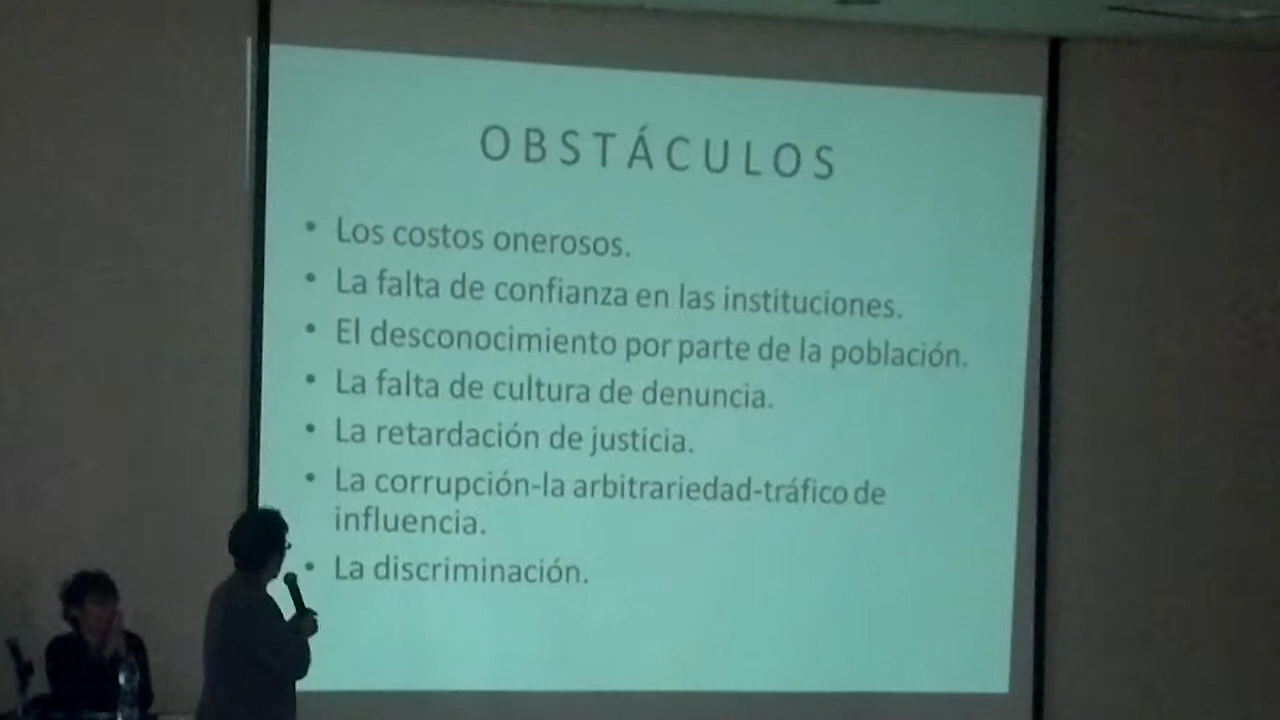 OBSTÁCULOS
• Los costos onerosos.
• La falta de confianza en las instituciones.
• El desconocimiento por parte de la población.
• La falta de cultura de denuncia.
• La retardación de justicia.
• La corrupción-la arbitrariedad-tráfico de
influencia.
• La discriminación.